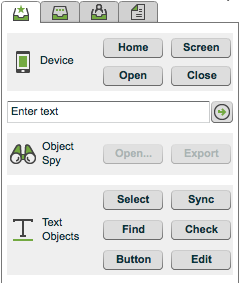 Device
Home Screen
Open Close
Enter text
Object
Spy
Open... Export
Text
Objects
Select Sync
Find Check
Button Edit